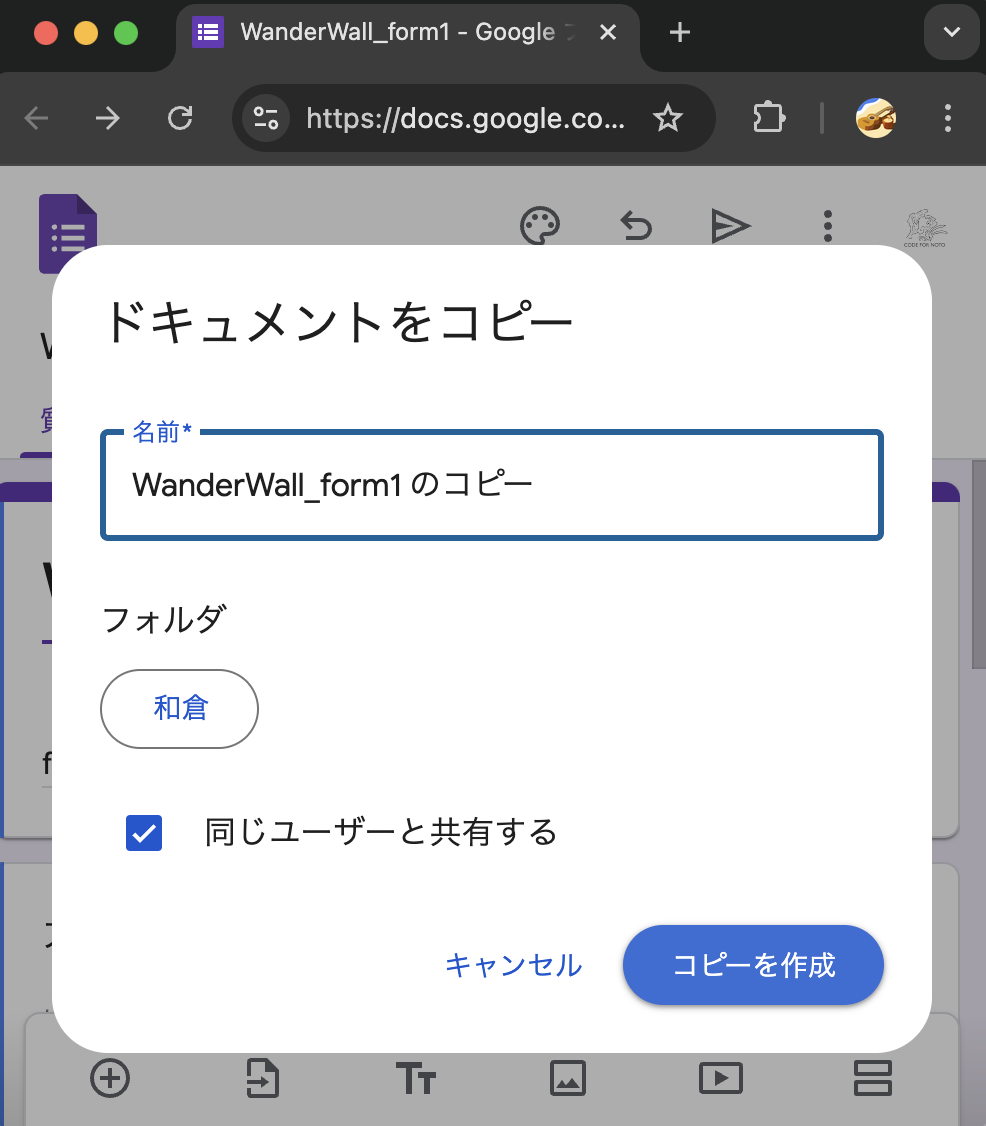 WanderWall_form1 - Google
https://docs.google.co...
CODE FOR NOTO
ドキュメントをコピー
名前*
WanderWall_form1 のコピー
フォルダ
和倉
同じユーザーと共有する
キャンセル
コピーを作成
Tт